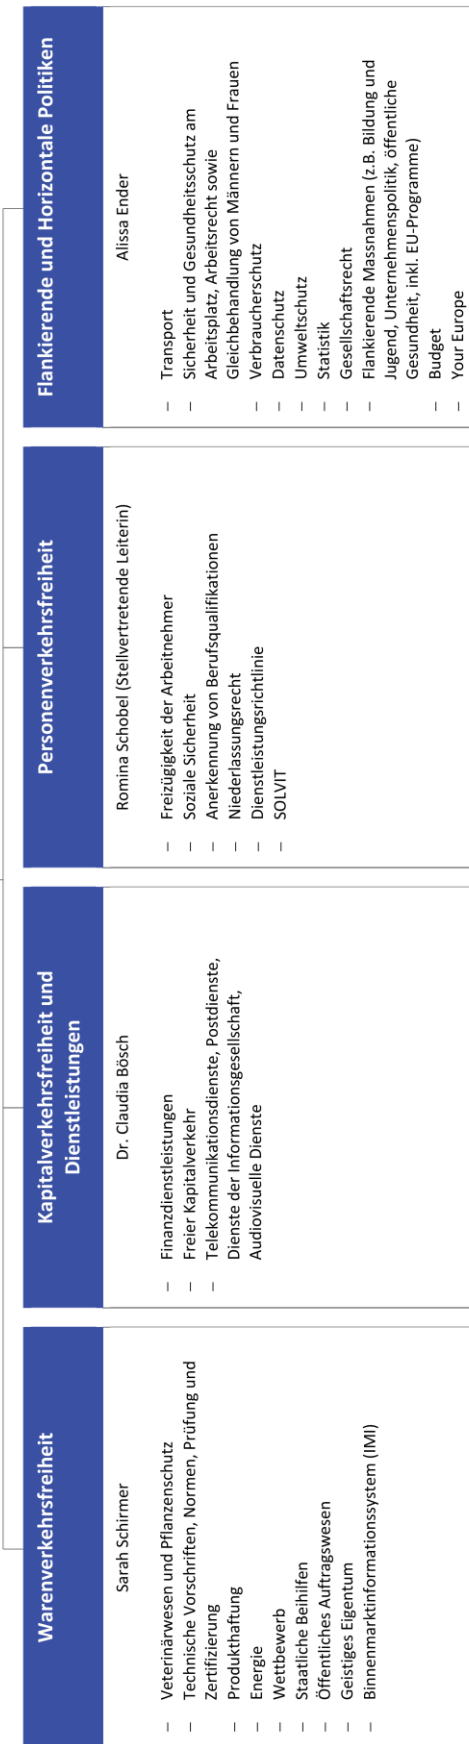 Warenverkehrsfreiheit
Sarah Schirmer
– Veterinärwesen und Pflanzenschutz
– Technische Vorschriften, Normen, Prüfung und
Zertifizierung
– Produkthaftung
– Energie
– Wettbewerb
– Staatliche Beihilfen
– Öffentliches Auftragswesen
– Geistiges Eigentum
– Binnenmarktinformationssystem (IMI)
Kapitalverkehrsfreiheit und
Dienstleistungen
Dr. Claudia Bösch
– Finanzdienstleistungen
– Freier Kapitalverkehr
– Telekommunikationsdienste, Postdienste,
Dienste der Informationsgesellschaft,
Audiovisuelle Dienste
Personenverkehrsfreiheit
Romina Schobel (Stellvertretende Leiterin)
– Freizügigkeit der Arbeitnehmer
– Soziale Sicherheit
– Anerkennung von Berufsqualifikationen
– Niederlassungsrecht
– Dienstleistungsrichtlinie
– SOLVIT
Flankierende und Horizontale Politiken
Alissa Ender
– Transport
– Sicherheit und Gesundheitsschutz am
Arbeitsplatz, Arbeitsrecht sowie
Gleichbehandlung von Männern und Frauen
– Verbraucherschutz
– Datenschutz
– Umweltschutz
– Statistik
– Gesellschaftsrecht
– Flankierende Massnahmen (z.B. Bildung und
Jugend, Unternehmenspolitik, öffentliche
Gesundheit, inkl. EU-Programme)
– Budget
– Your Europe